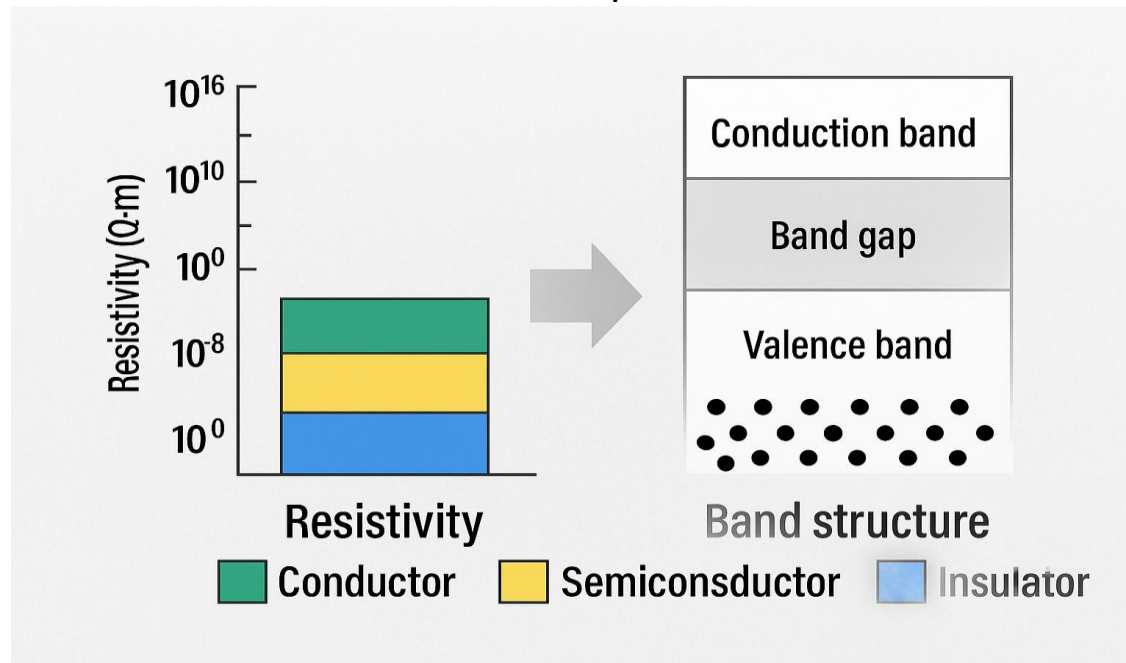 10¹⁶
10¹⁰
10⁰
10⁻⁸
10⁰
Resistivity (Ω·m)
Resistivity
Conduction band
Band gap
Valence band
Band structure
Conductor
Semiconsductor
Insulator